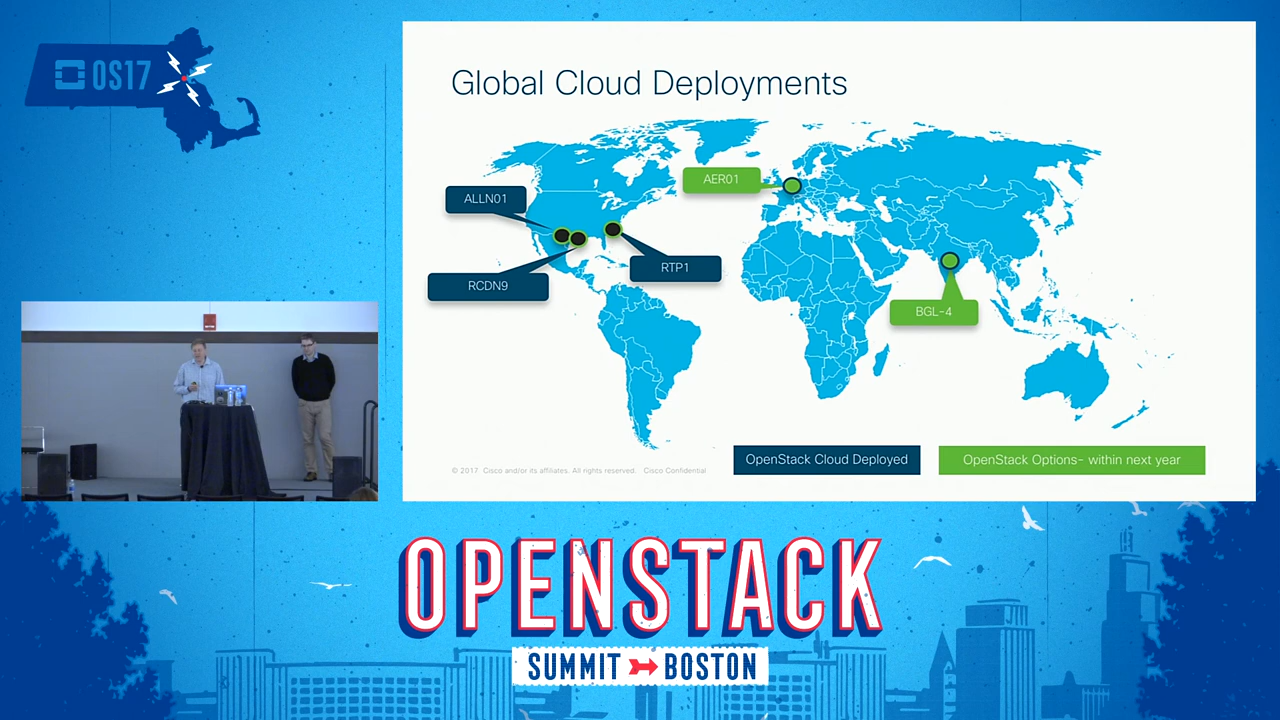 OS17
Global Cloud Deployments
AER01
ALLN01
RTP1
RCDN9
BGL-4
OpenStack Cloud Deployed
OpenStack Options- within next year
© 2017 Cisco and/or its affiliates. All rights reserved. Cisco Confidential
OPENSTACK
SUMMIT BOSTON